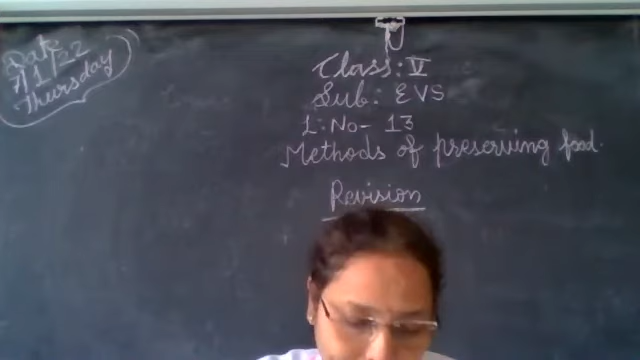 Date
7/1/22
Thursday
Class: V
Sub: EVS
L: No- 13
Methods of preserving food.
Revision